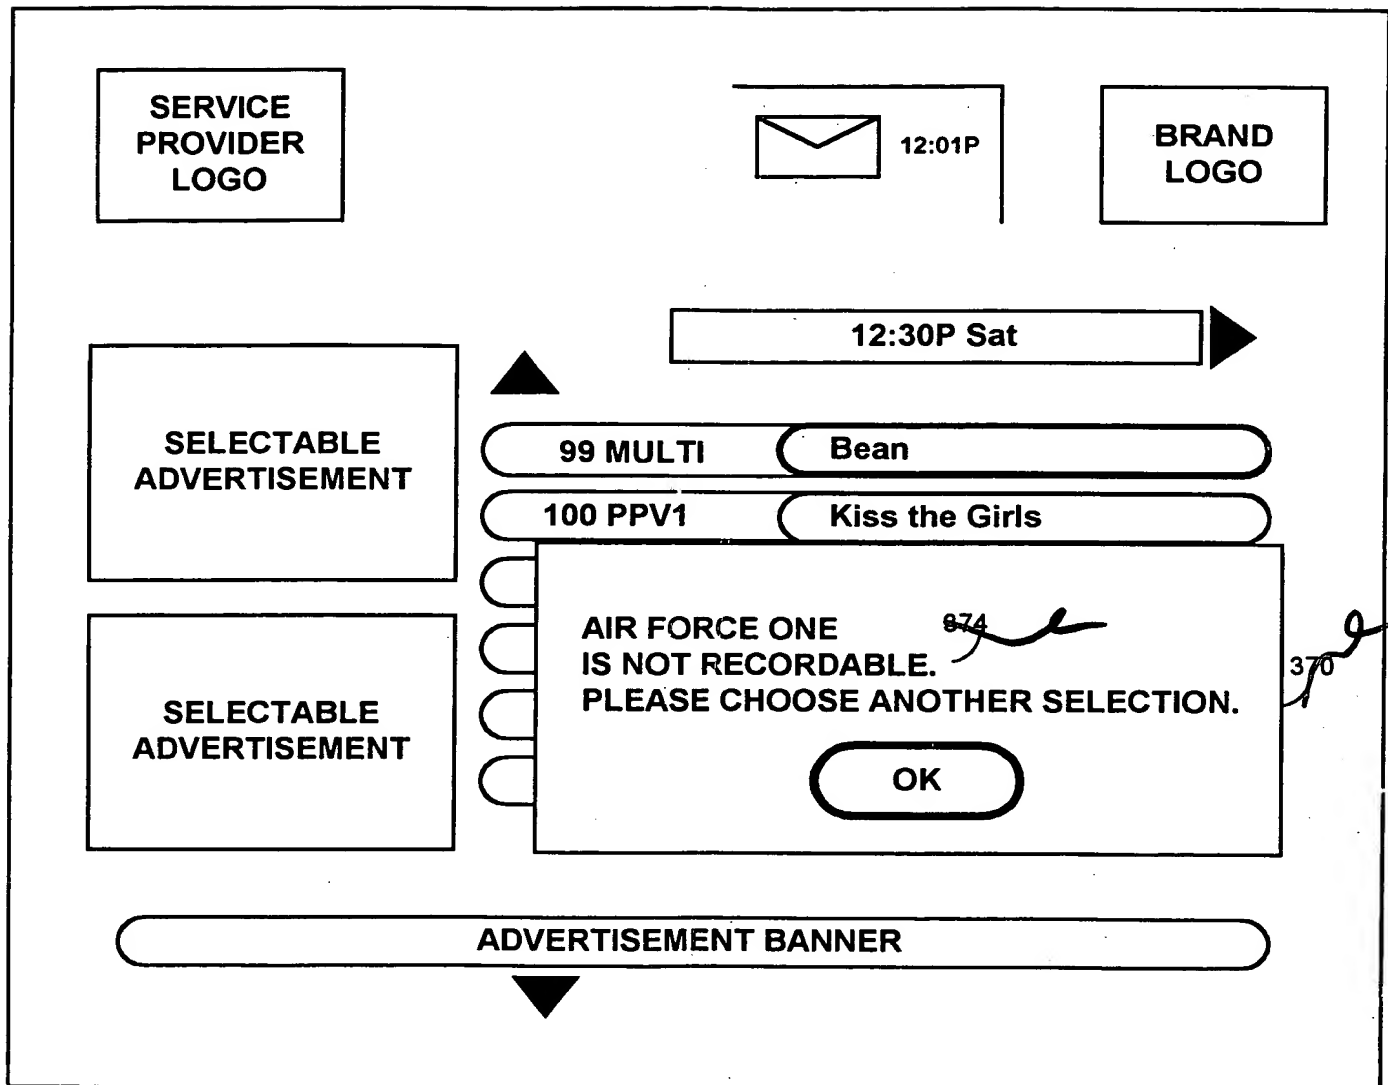 SERVICE
PROVIDER
LOGO
12:01P
BRAND
LOGO
12:30P Sat
SELECTABLE
ADVERTISEMENT
99 MULTI Bean
100 PPV1 Kiss the Girls
AIR FORCE ONE
874
IS NOT RECORDABLE.
370
PLEASE CHOOSE ANOTHER SELECTION.
SELECTABLE
ADVERTISEMENT
OK
ADVERTISEMENT BANNER